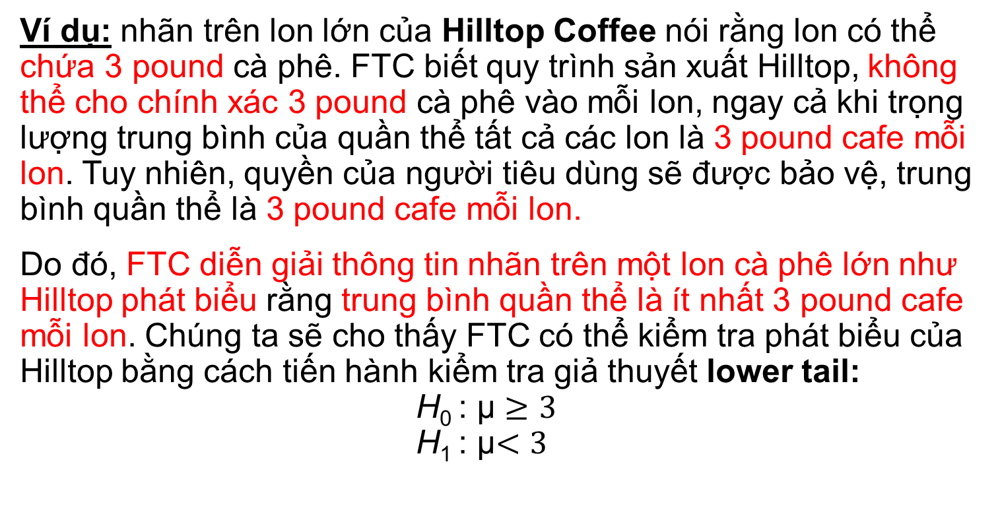 Ví dụ: nhãn trên lon lớn của Hilltop Coffee nói rằng lon có thể
chứa 3 pound cà phê. FTC biết quy trình sản xuất Hilltop, không
thể cho chính xác 3 pound cà phê vào mỗi lon, ngay cả khi trọng
lượng trung bình của quần thể tất cả các lon là 3 pound cafe mỗi
lon. Tuy nhiên, quyền của người tiêu dùng sẽ được bảo vệ, trung
bình quần thể là 3 pound cafe mỗi lon.
Do đó, FTC diễn giải thông tin nhãn trên một lon cà phê lớn như
Hilltop phát biểu rằng trung bình quần thể là ít nhất 3 pound cafe
mỗi lon. Chúng ta sẽ cho thấy FTC có thể kiểm tra phát biểu của
Hilltop bằng cách tiến hành kiểm tra giả thuyết lower tail:
H₀ : µ ≥ 3
H₁ : µ< 3